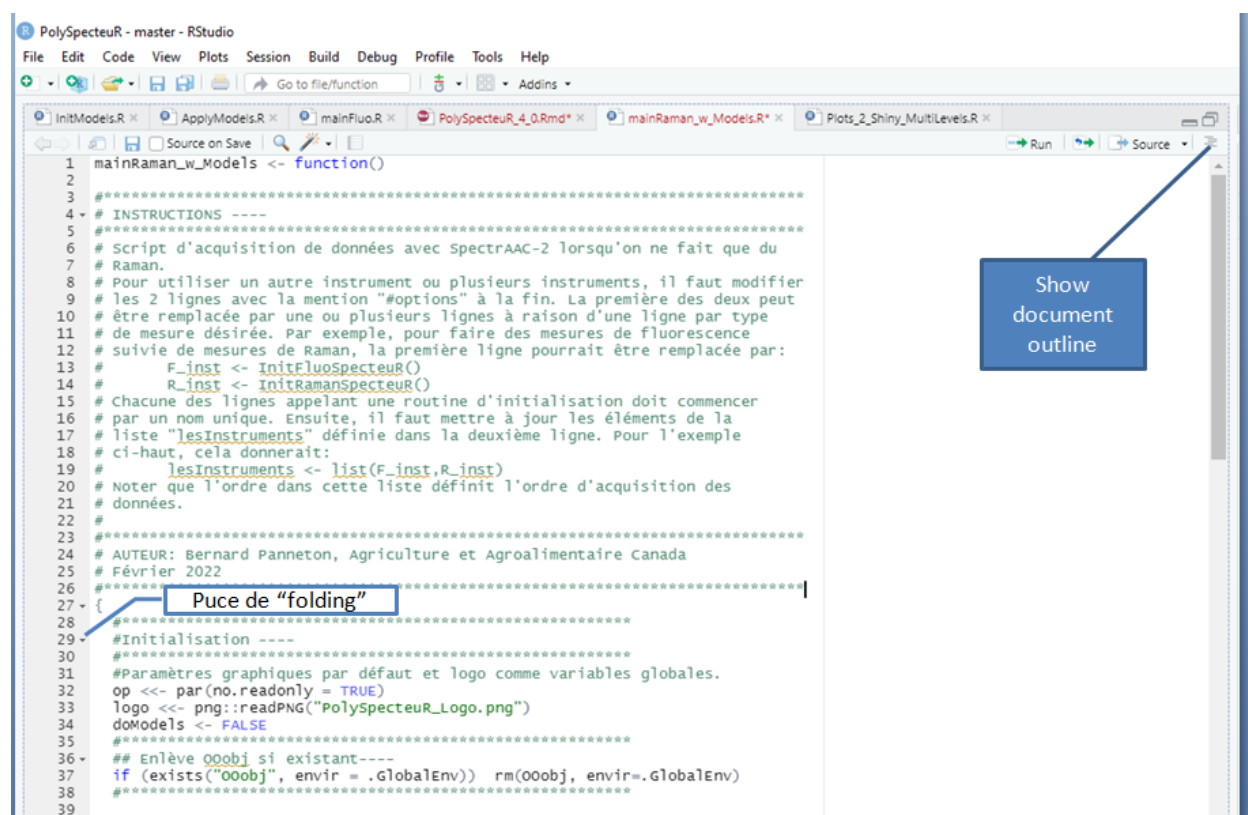 PolySpecteuR - master - RStudio
File Edit Code View Plots Session Build Debug Profile Tools Help
Go to file/function Addins
InitModels.R ApplyModels.R mainFluo.R PolySpecteuR_4_0.Rmd* mainRaman_w_Models.R* Plots_2_Shiny_MultiLevels.R
Source on Save Run Source
1 mainRaman_w_Models <- function()
2
3 #******************************************************************************
4 # INSTRUCTIONS ----
5 #******************************************************************************
6 # Script d'acquisition de données avec SpectrAAC-2 lorsqu'on ne fait que du
7 # Raman.
8 # Pour utiliser un autre instrument ou plusieurs instruments, il faut modifier
9 # les 2 lignes avec la mention "#options" à la fin. La première des deux peut
10 # être remplacée par une ou plusieurs lignes à raison d'une ligne par type
11 # de mesure désirée. Par exemple, pour faire des mesures de fluorescence
12 # suivie de mesures de Raman, la première ligne pourrait être remplacée par:
13 # F_inst <- InitFluoSpecteuR()
14 # R_inst <- InitRamanSpecteuR()
15 # Chacune des lignes appelant une routine d'initialisation doit commencer
16 # par un nom unique. Ensuite, il faut mettre à jour les éléments de la
17 # liste "lesInstruments" définie dans la deuxième ligne. Pour l'exemple
18 # ci-haut, cela donnerait:
19 # lesInstruments <- list(F_inst,R_inst)
20 # Noter que l'ordre dans cette liste définit l'ordre d'acquisition des
21 # données.
22 #
23 #******************************************************************************
24 # AUTEUR: Bernard Panneton, Agriculture et Agroalimentaire Canada
25 # Février 2022
26 #******************************************************************************
27 {
28 #*********************************************************
29 #Initialisation ----
30 #*********************************************************
31 #Paramètres graphiques par défaut et logo comme variables globales.
32 op <<- par(no.readonly = TRUE)
33 logo <<- png::readPNG("PolySpecteuR_Logo.png")
34 doModels <- FALSE
35 #*********************************************************
36 ## Enlève OOobj si existant----
37 if (exists("OOobj", envir = .GlobalEnv)) rm(OOobj, envir=.GlobalEnv)
38 #*********************************************************
39
Show
document
outline
Puce de “folding”